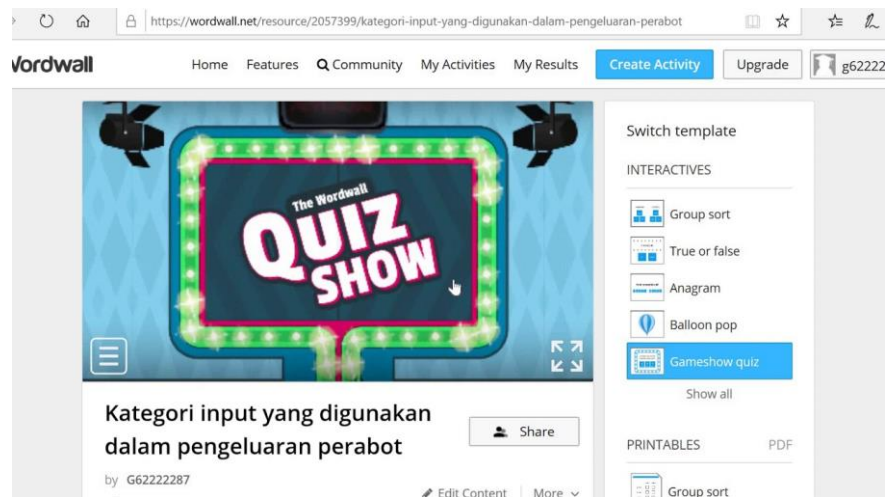 https://wordwall.net/resource/2057399/kategori-input-yang-digunakan-dalam-pengeluaran-perabot
Wordwall
Home Features Community My Activities My Results Create Activity Upgrade g62222
The Wordwall
QUIZ
SHOW
Kategori input yang digunakan
dalam pengeluaran perabot
Share
by G62222287
Edit Content More
Switch template
INTERACTIVES
Group sort
True or false
Anagram
Balloon pop
Gameshow quiz
Show all
PRINTABLES PDF
Group sort